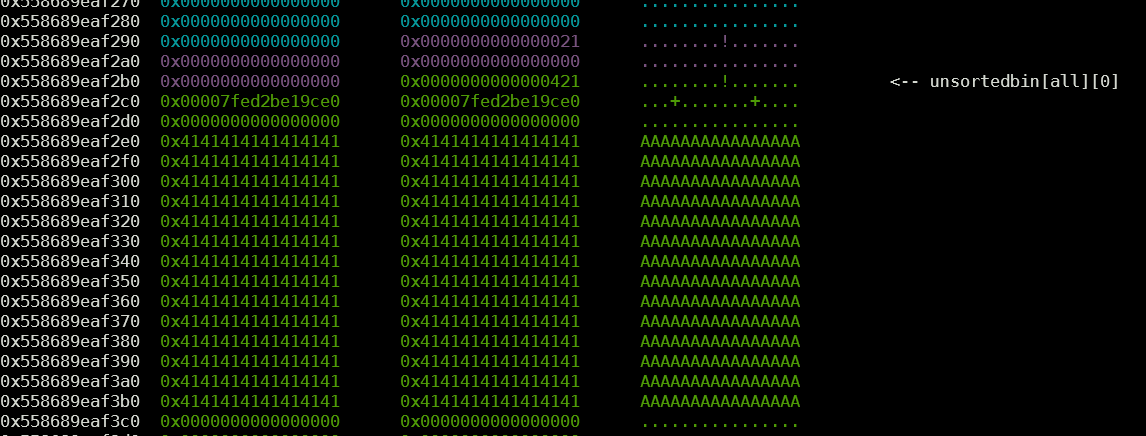 0x558689eaf270 0x0000000000000000 0x0000000000000000 ................
0x558689eaf280 0x0000000000000000 0x0000000000000000 ................
0x558689eaf290 0x0000000000000000 0x0000000000000021 ........!.......
0x558689eaf2a0 0x0000000000000000 0x0000000000000000 ................
0x558689eaf2b0 0x0000000000000000 0x0000000000000421 ........!....... <-- unsortedbin[all][0]
0x558689eaf2c0 0x00007fed2be19ce0 0x00007fed2be19ce0 ...+.......+....
0x558689eaf2d0 0x0000000000000000 0x0000000000000000 ................
0x558689eaf2e0 0x4141414141414141 0x4141414141414141 AAAAAAAAAAAAAAAA
0x558689eaf2f0 0x4141414141414141 0x4141414141414141 AAAAAAAAAAAAAAAA
0x558689eaf300 0x4141414141414141 0x4141414141414141 AAAAAAAAAAAAAAAA
0x558689eaf310 0x4141414141414141 0x4141414141414141 AAAAAAAAAAAAAAAA
0x558689eaf320 0x4141414141414141 0x4141414141414141 AAAAAAAAAAAAAAAA
0x558689eaf330 0x4141414141414141 0x4141414141414141 AAAAAAAAAAAAAAAA
0x558689eaf340 0x4141414141414141 0x4141414141414141 AAAAAAAAAAAAAAAA
0x558689eaf350 0x4141414141414141 0x4141414141414141 AAAAAAAAAAAAAAAA
0x558689eaf360 0x4141414141414141 0x4141414141414141 AAAAAAAAAAAAAAAA
0x558689eaf370 0x4141414141414141 0x4141414141414141 AAAAAAAAAAAAAAAA
0x558689eaf380 0x4141414141414141 0x4141414141414141 AAAAAAAAAAAAAAAA
0x558689eaf390 0x4141414141414141 0x4141414141414141 AAAAAAAAAAAAAAAA
0x558689eaf3a0 0x4141414141414141 0x4141414141414141 AAAAAAAAAAAAAAAA
0x558689eaf3b0 0x4141414141414141 0x4141414141414141 AAAAAAAAAAAAAAAA
0x558689eaf3c0 0x0000000000000000 0x0000000000000000 ................